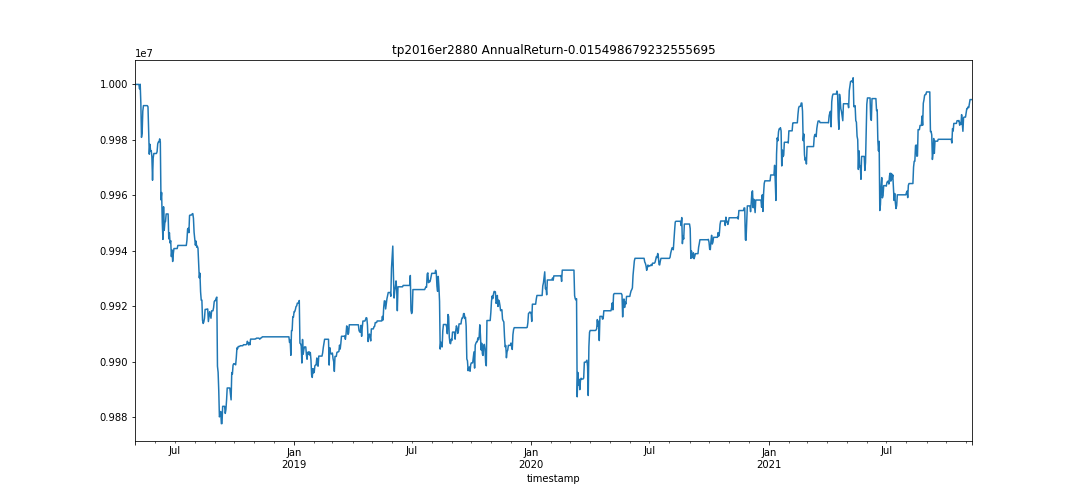 tp2016er2880 AnnualReturn-0.015498679232555695
1e7
1.000
0.998
0.996
0.994
0.992
0.990
0.988
Jul Jan Jul Jan Jul Jan Jul
2019 2020 2021
timestamp